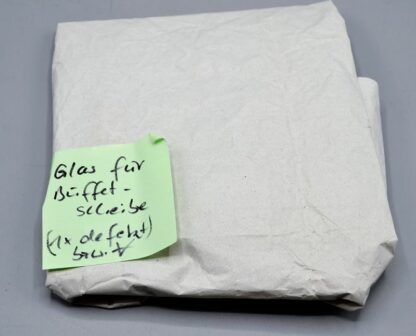 Glas für
Büffet-
scheibe
(1x defekt)